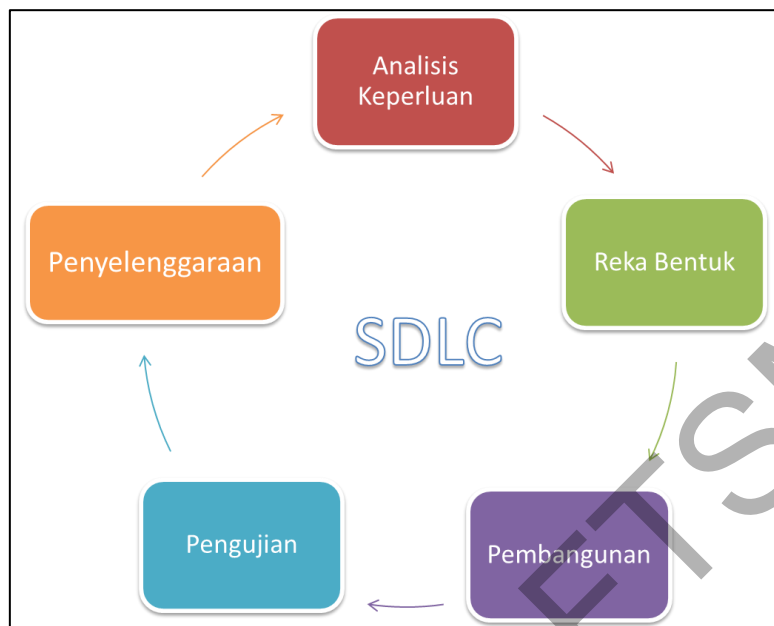 Analisis
Keperluan
Reka Bentuk
Pembangunan
Pengujian
Penyelenggaraan
SDLC